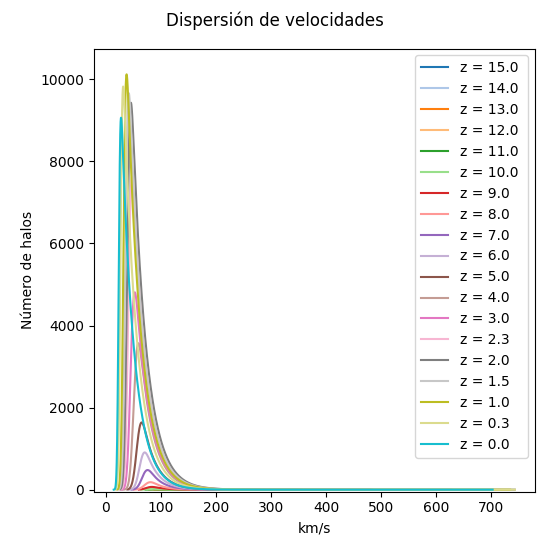 Dispersión de velocidades
10000
8000
6000
4000
2000
0
Número de halos
0 100 200 300 400 500 600 700
km/s
z = 15.0
z = 14.0
z = 13.0
z = 12.0
z = 11.0
z = 10.0
z = 9.0
z = 8.0
z = 7.0
z = 6.0
z = 5.0
z = 4.0
z = 3.0
z = 2.3
z = 2.0
z = 1.5
z = 1.0
z = 0.3
z = 0.0